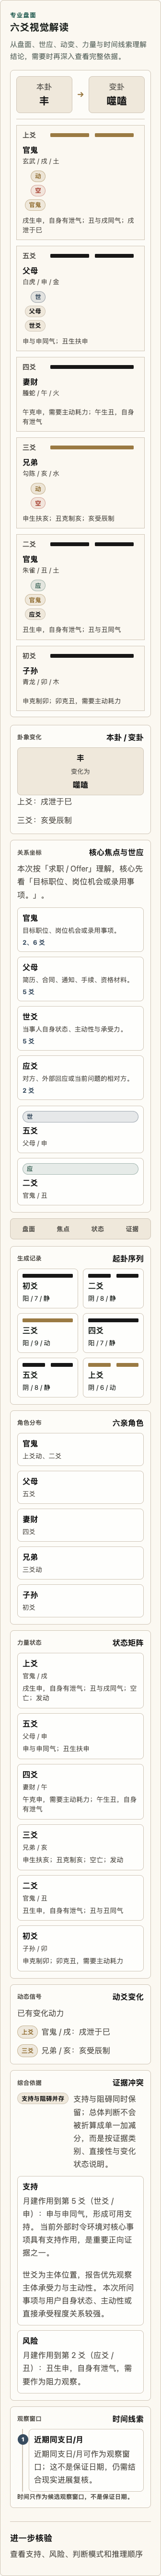 专业盘面
六爻视觉解读
从盘面、世应、动变、力量与时间线索理解
结论，需要时再深入查看完整依据。
本卦
丰
→
变卦
噬嗑
上爻
官鬼
玄武 / 戌 / 土
动
空
官鬼
戌生申，自身有泄气；丑与戌同气；戌
泄于巳
五爻
父母
白虎 / 申 / 金
世
父母
世爻
申与申同气；丑生扶申
四爻
妻财
螣蛇 / 午 / 火
午克申，需要主动耗力；午生丑，自身
有泄气
三爻
兄弟
勾陈 / 亥 / 水
动
空
申生扶亥；丑克制亥；亥受辰制
二爻
官鬼
朱雀 / 丑 / 土
应
官鬼
应爻
丑生申，自身有泄气；丑与丑同气
初爻
子孙
青龙 / 卯 / 木
申克制卯；卯克丑，需要主动耗力
卦象变化
本卦 / 变卦
丰
变化为
噬嗑
上爻：戌泄于巳
三爻：亥受辰制
关系坐标
核心焦点与世应
本次按「求职 / Offer」理解，核心先
看「目标职位、岗位机会或录用事
项。」。
官鬼
目标职位、岗位机会或录用事项。
2、6 爻
父母
简历、合同、通知、手续、资格材料。
5 爻
世爻
当事人自身状态、主动性与承受力。
5 爻
应爻
对方、外部回应或当前问题的相对方。
2 爻
世
五爻
父母 / 申
应
二爻
官鬼 / 丑
盘面
焦点
状态
证据
生成记录
起卦序列
初爻
阳 / 7 / 静
二爻
阴 / 8 / 静
三爻
阳 / 9 / 动
四爻
阳 / 7 / 静
五爻
阴 / 8 / 静
上爻
阴 / 6 / 动
角色分布
六亲角色
官鬼
上爻动、二爻
父母
五爻
妻财
四爻
兄弟
三爻动
子孙
初爻
力量状态
状态矩阵
上爻
官鬼 / 戌
戌生申，自身有泄气；丑与戌同气；空
亡；发动
五爻
父母 / 申
申与申同气；丑生扶申
四爻
妻财 / 午
午克申，需要主动耗力；午生丑，自身
有泄气
三爻
兄弟 / 亥
申生扶亥；丑克制亥；空亡；发动
二爻
官鬼 / 丑
丑生申，自身有泄气；丑与丑同气
初爻
子孙 / 卯
申克制卯；卯克丑，需要主动耗力
动态信号
动爻变化
已有变化动力
上爻 官鬼 / 戌：戌泄于巳
三爻 兄弟 / 亥：亥受辰制
综合依据
证据冲突
支持与阻碍并存
支持与阻碍同时保
留；总体判断不会
被折算成单一加减
分，而是按证据类
别、直接性与变化
状态说明。
支持
月建作用到第 5 爻（世爻 /
申）：申与申同气，形成可用支
持。 当前外部时令环境对核心事
项具有支持作用，是重要正向证
据之一。
世爻为主体位置，报告优先观察
主体承受力与主动性。 本次所问
事项与用户自身状态、主动性或
直接承受程度关系较强。
风险
月建作用到第 2 爻（应爻 /
丑）：丑生申，自身有泄气，需
要作为阻力观察。
观察窗口
时间线索
1
近期同支日/月
近期同支日/月可作为观察窗
口；这不是保证日期，仍需结
合现实进展复核。
时间只作为候选观察窗口，不是保证日期。
进一步核验
查看支持、风险、判断模式和推理顺序